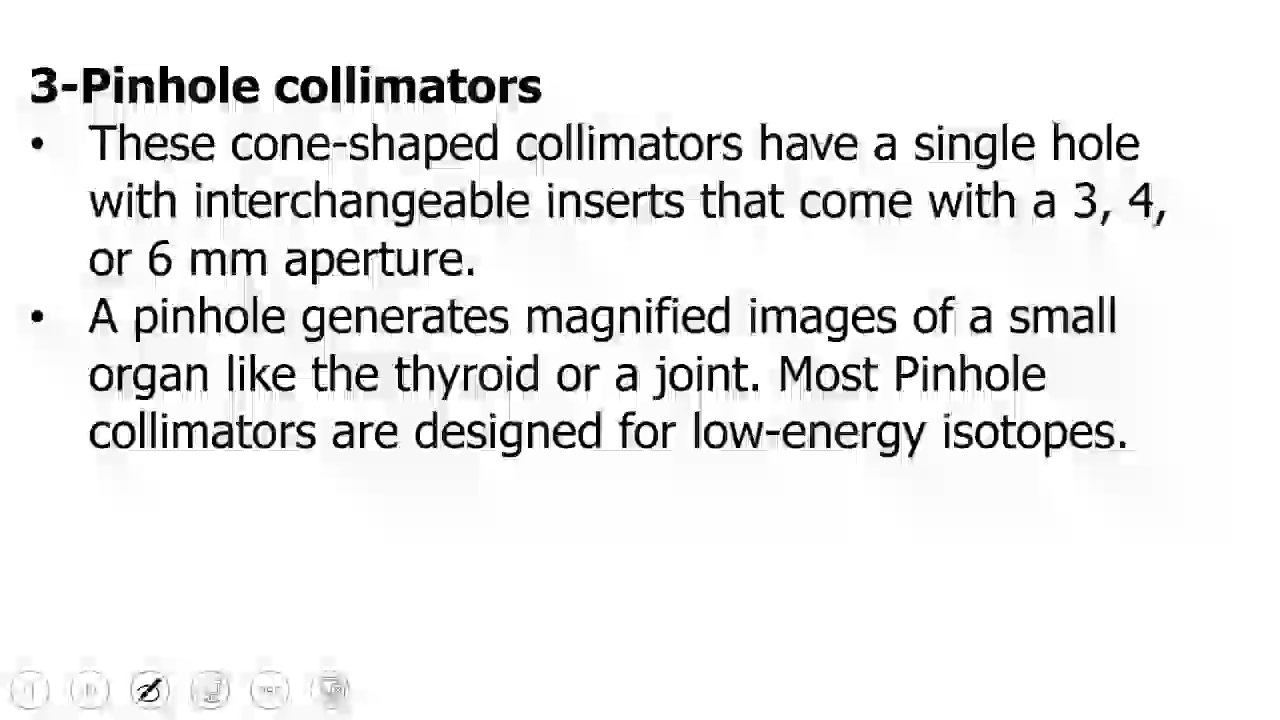 3-Pinhole collimators
• These cone-shaped collimators have a single hole
with interchangeable inserts that come with a 3, 4,
or 6 mm aperture.
• A pinhole generates magnified images of a small
organ like the thyroid or a joint. Most Pinhole
collimators are designed for low-energy isotopes.